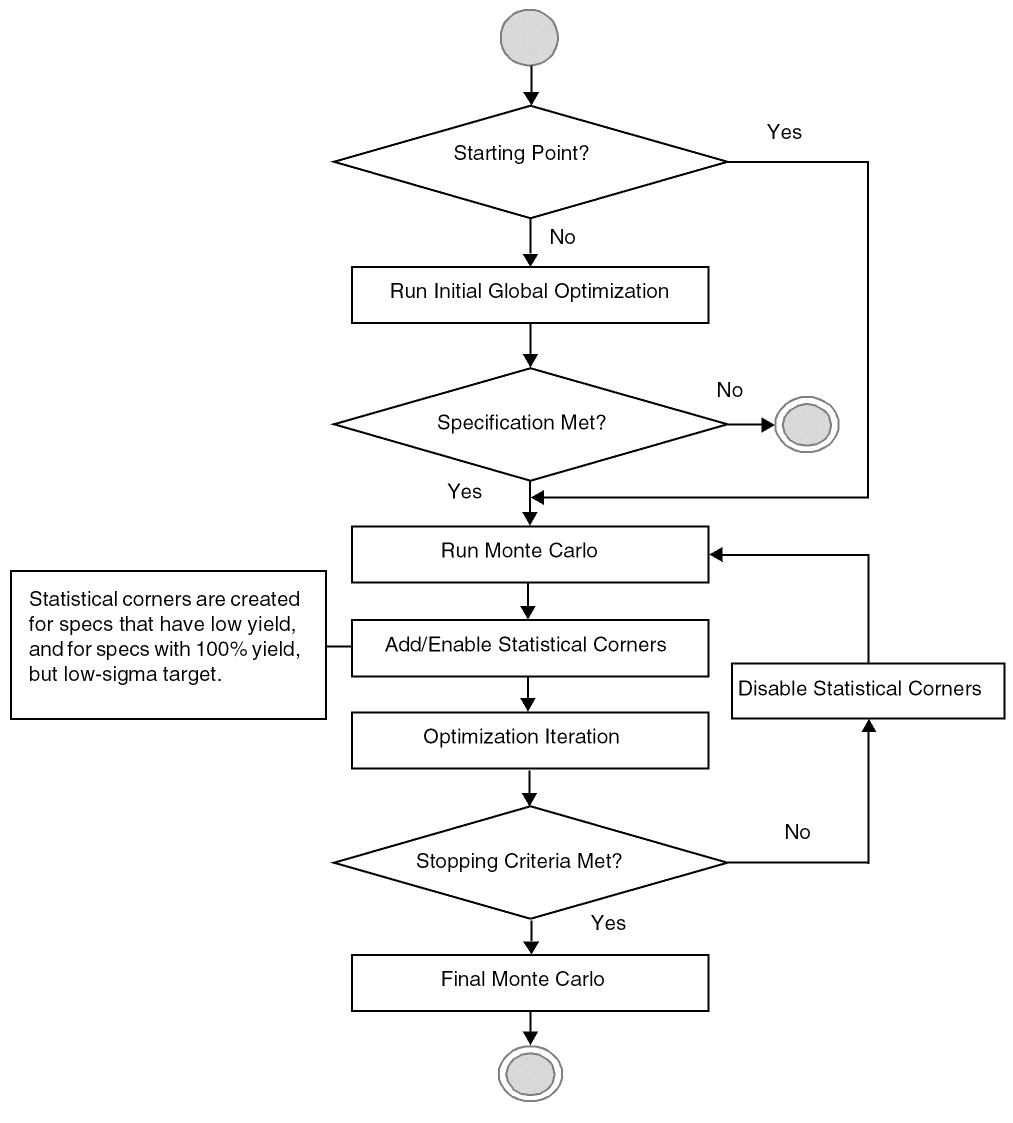 Yes
Starting Point?
No
Run Initial Global Optimization
No
Specification Met?
Yes
Run Monte Carlo
Statistical corners are created
for specs that have low yield,
and for specs with 100% yield,
but low-sigma target.
Add/Enable Statistical Corners
Disable Statistical Corners
Optimization Iteration
No
Stopping Criteria Met?
Yes
Final Monte Carlo